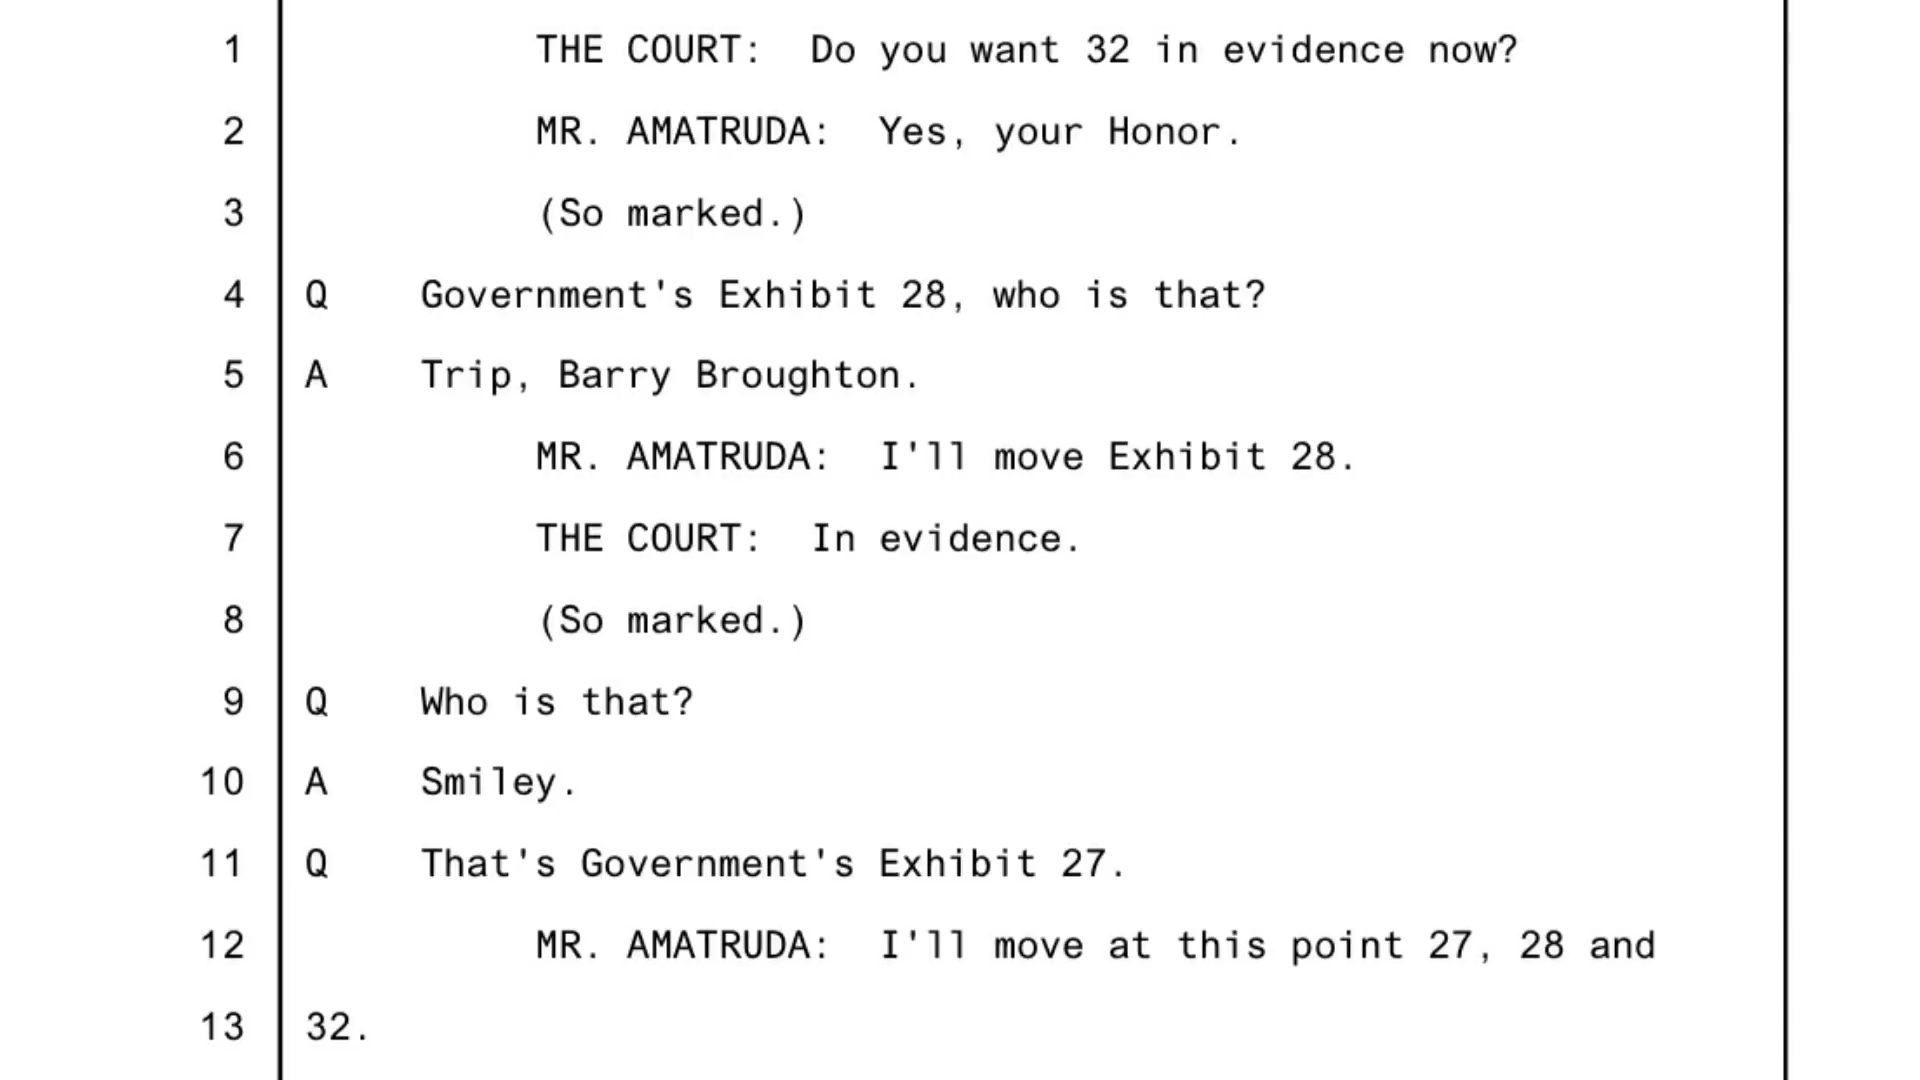 1 THE COURT: Do you want 32 in evidence now?
2 MR. AMATRUDA: Yes, your Honor.
3 (So marked.)
4 Q Government's Exhibit 28, who is that?
5 A Trip, Barry Broughton.
6 MR. AMATRUDA: I'll move Exhibit 28.
7 THE COURT: In evidence.
8 (So marked.)
9 Q Who is that?
10 A Smiley.
11 Q That's Government's Exhibit 27.
12 MR. AMATRUDA: I'll move at this point 27, 28 and
13 32.